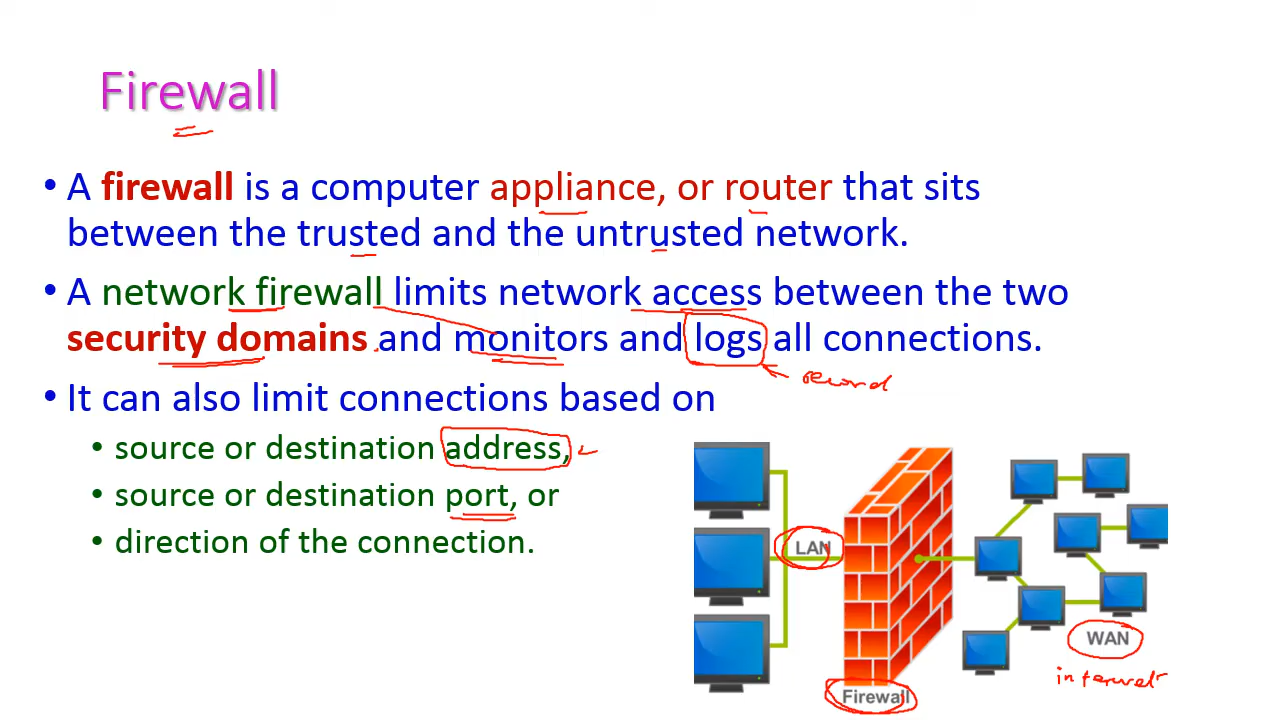 Firewall
• A firewall is a computer appliance, or router that sits
between the trusted and the untrusted network.
• A network firewall limits network access between the two
security domains and monitors and logs all connections.
record
• It can also limit connections based on
• source or destination address,
• source or destination port, or
• direction of the connection.
LAN
WAN
internet
Firewall